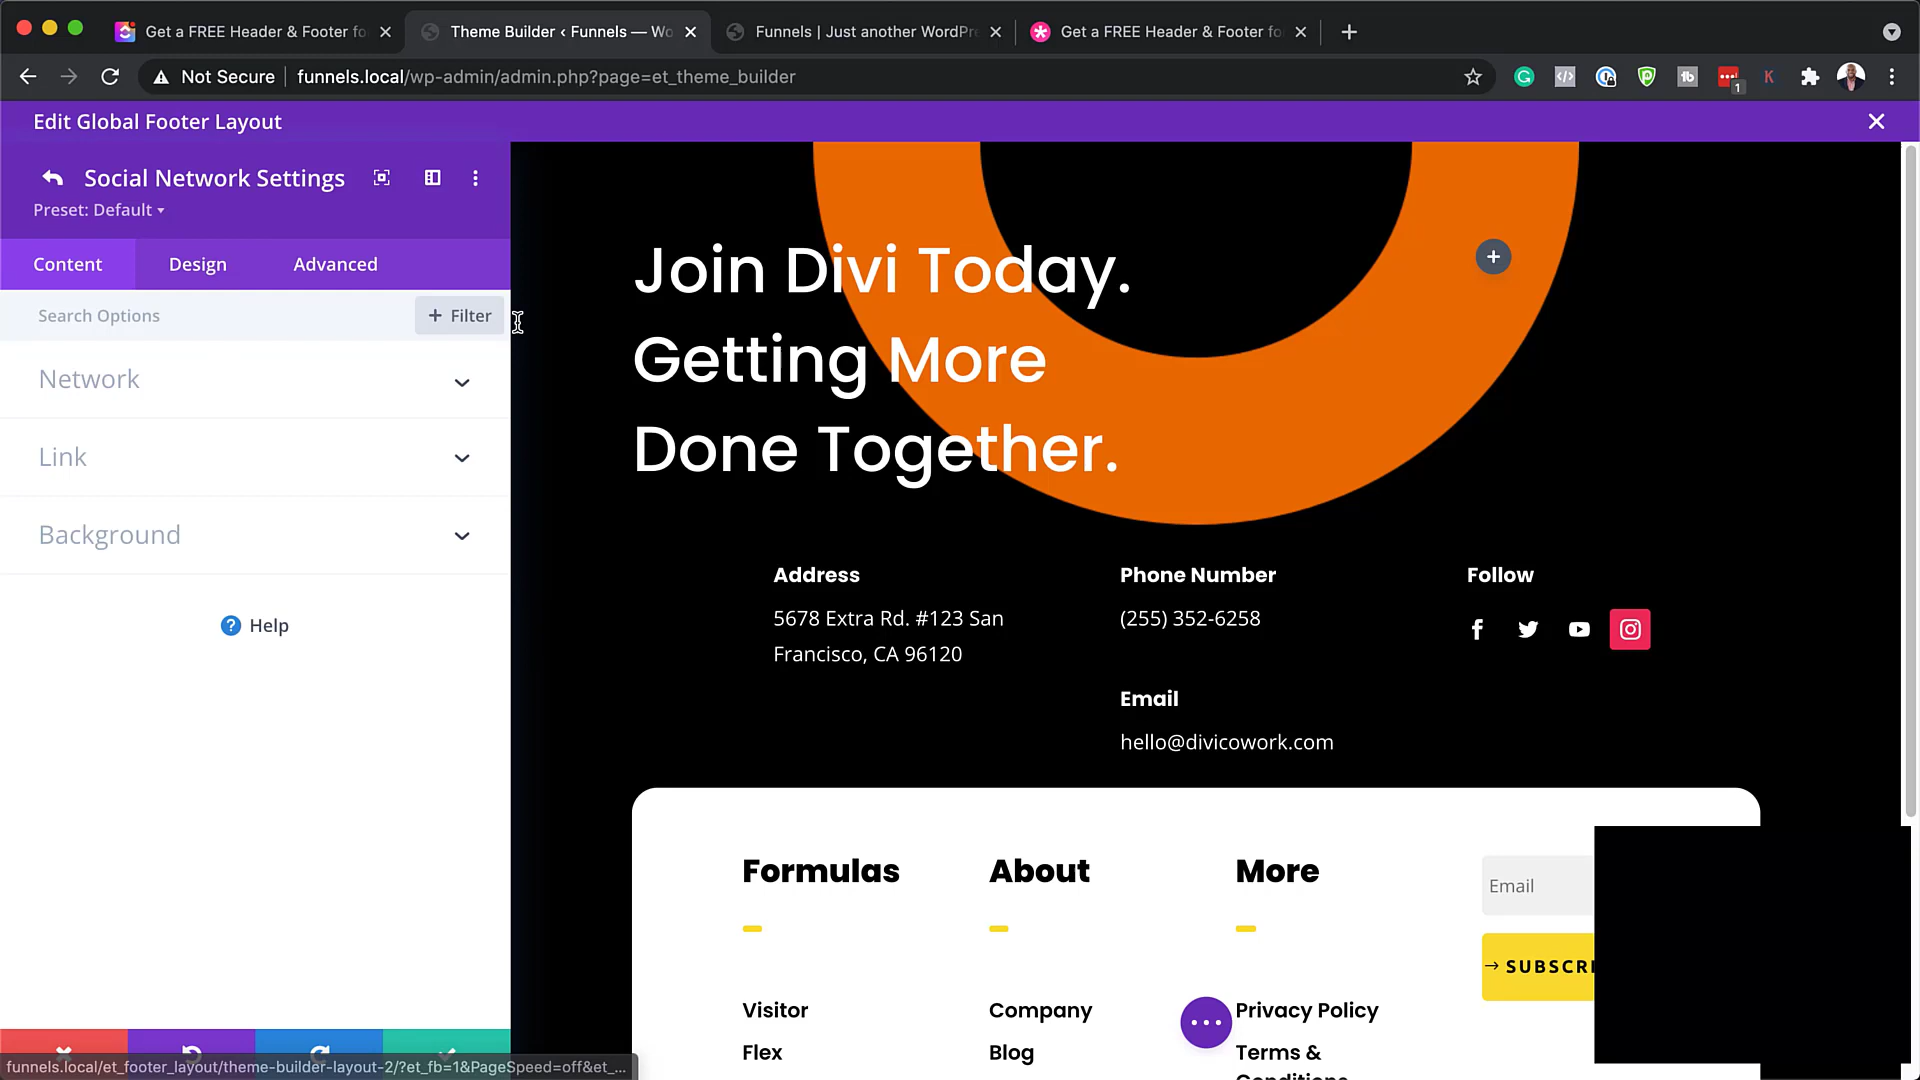 Get a FREE Header & Footer fo
Theme Builder ‹ Funnels — Wo
Funnels | Just another WordPre
Get a FREE Header & Footer fo
Not Secure
funnels.local/wp-admin/admin.php?page=et_theme_builder
1
Edit Global Footer Layout
Social Network Settings
Preset: Default
Content
Design
Advanced
Search Options
+ Filter
Network
Link
Background
Help
Join Divi Today.
Getting More
Done Together.
Address
5678 Extra Rd. #123 San
Francisco, CA 96120
Phone Number
(255) 352-6258
Email
hello@divicowork.com
Follow
Formulas
About
More
Email
→ SUBSCRI
Visitor
Company
Privacy Policy
Flex
Blog
Terms &
Conditions
funnels.local/et_footer_layout/theme-builder-layout-2/?et_fb=1&PageSpeed=off&et_...